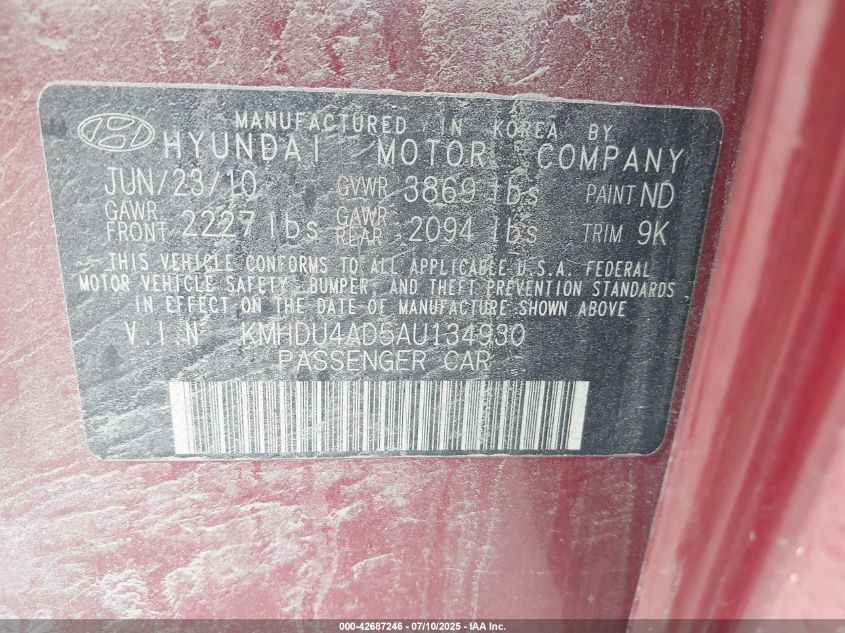 MANUFACTURED IN KOREA BY
HYUNDAI MOTOR COMPANY
JUN/23/10 GVWR 3869 lbs PAINT ND
GAWR FRONT 2227 lbs GAWR REAR 2094 lbs TRIM 9K
THIS VEHICLE CONFORMS TO ALL APPLICABLE U.S.A. FEDERAL
MOTOR VEHICLE SAFETY, BUMPER, AND THEFT PREVENTION STANDARDS
IN EFFECT ON THE DATE OF MANUFACTURE SHOWN ABOVE
V.I.N KMHDU4AD5AU134930
PASSENGER CAR
000-42687246 - 07/10/2025 - IAA Inc.